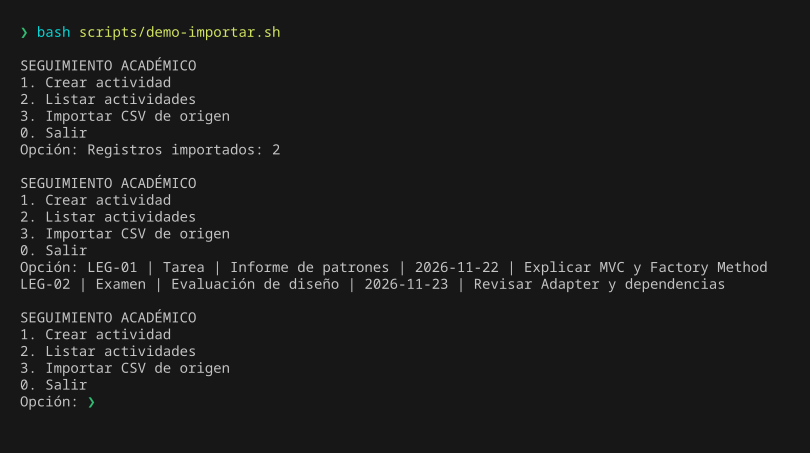 ❯ bash scripts/demo-importar.sh
SEGUIMIENTO ACADÉMICO
1. Crear actividad
2. Listar actividades
3. Importar CSV de origen
0. Salir
Opción: Registros importados: 2
SEGUIMIENTO ACADÉMICO
1. Crear actividad
2. Listar actividades
3. Importar CSV de origen
0. Salir
Opción: LEG-01 | Tarea | Informe de patrones | 2026-11-22 | Explicar MVC y Factory Method
LEG-02 | Examen | Evaluación de diseño | 2026-11-23 | Revisar Adapter y dependencias
SEGUIMIENTO ACADÉMICO
1. Crear actividad
2. Listar actividades
3. Importar CSV de origen
0. Salir
Opción: ❯